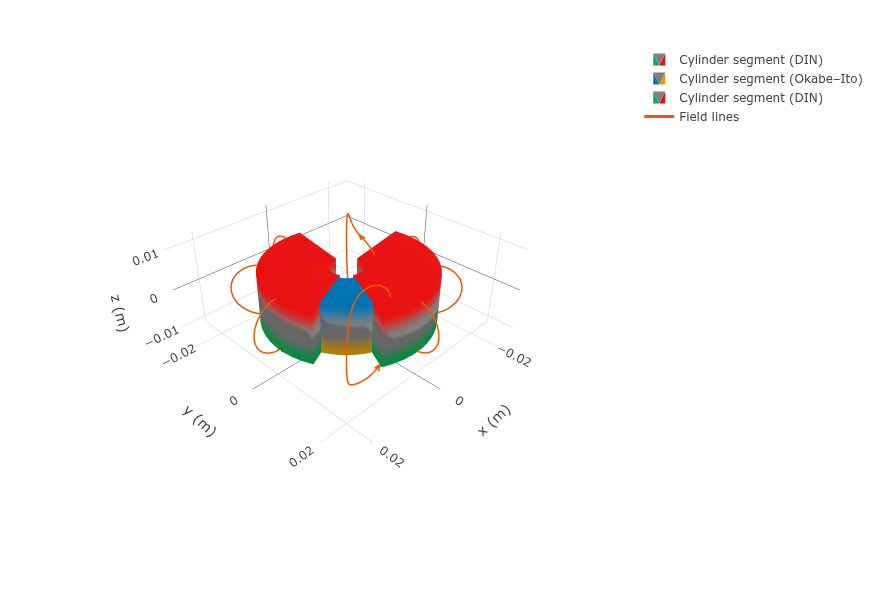 Cylinder segment (DIN)
Cylinder segment (Okabe−Ito)
Cylinder segment (DIN)
Field lines
0.01
0
−0.01
z (m)
−0.02
0
0.02
y (m)
−0.02
0
0.02
x (m)